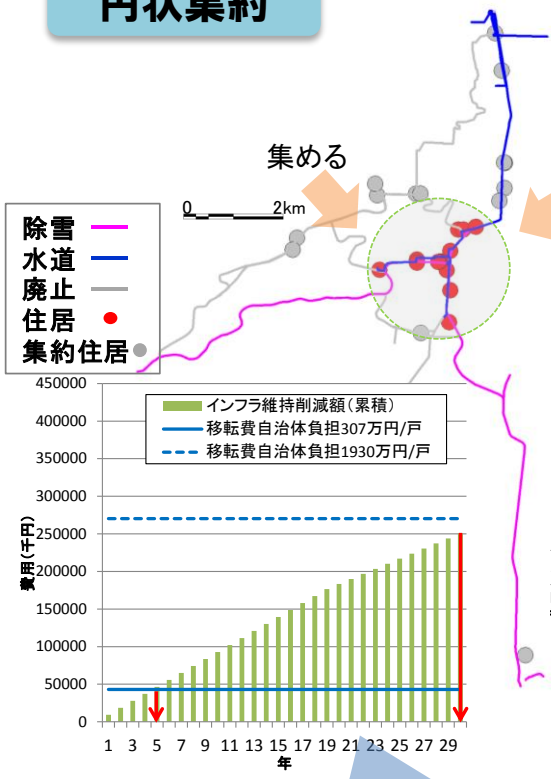 円状集約
集める
0 2km
除雪
水道
廃止
住居
集約住居
450000
400000
350000
300000
250000
200000
150000
100000
50000
0
費用(千円)
インフラ維持削減額(累積)
移転費自治体負担307万円/戸
移転費自治体負担1930万円/戸
1 3 5 7 9 11 13 15 17 19 21 23 25 27 29
年